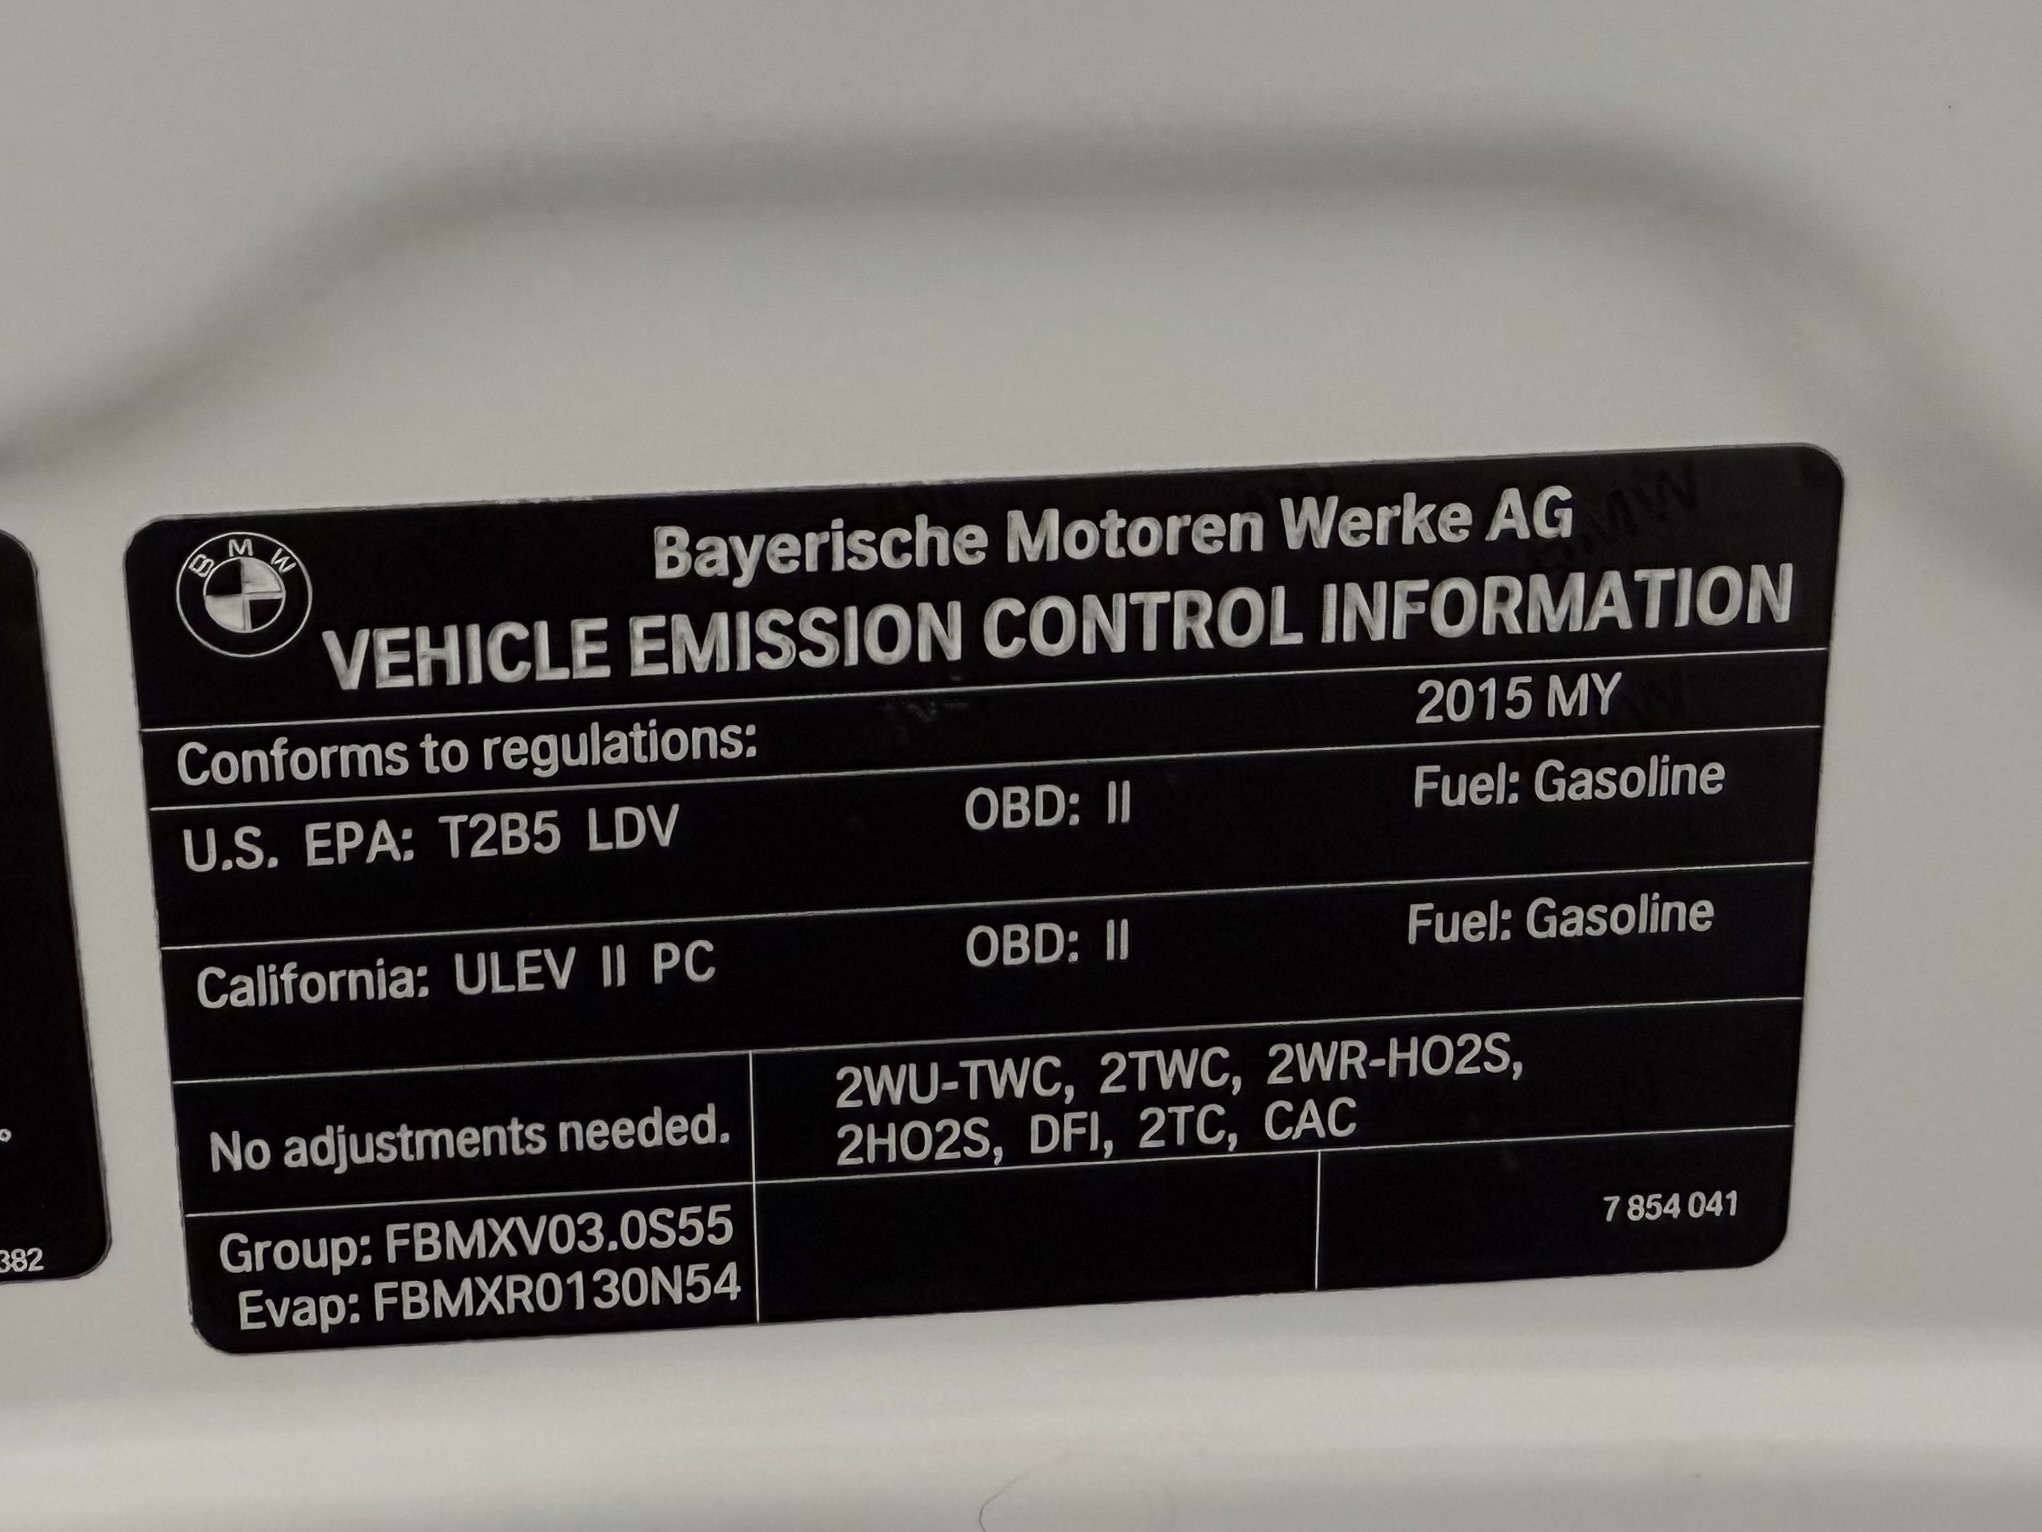 BMW
Bayerische Motoren Werke AG
VEHICLE EMISSION CONTROL INFORMATION
Conforms to regulations: 2015 MY
U.S. EPA: T2B5 LDV OBD: II Fuel: Gasoline
California: ULEV II PC OBD: II Fuel: Gasoline
No adjustments needed.
2WU-TWC, 2TWC, 2WR-HO2S,
2HO2S, DFI, 2TC, CAC
Group: FBMXV03.0S55
Evap: FBMXR0130N54
7 854 041
382